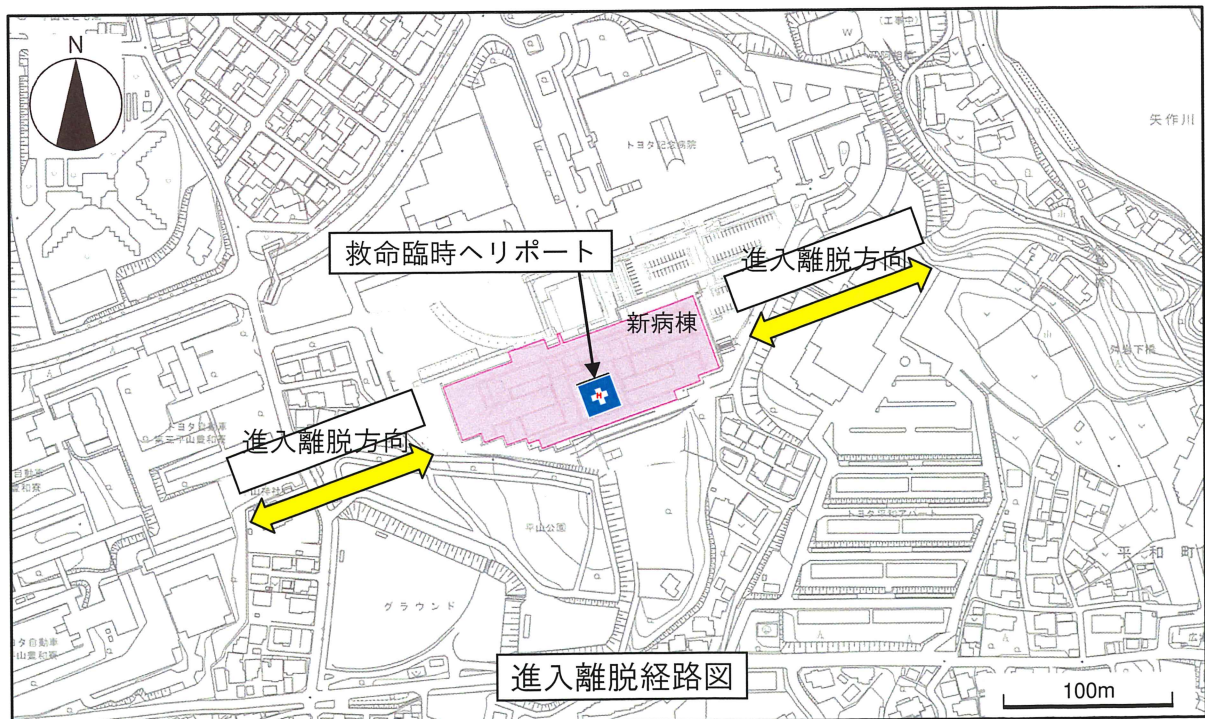 N
(工事中)
W
矢作川
トヨタ記念病院
救命臨時ヘリポート
進入離脱方向
新病棟
H
進入離脱方向
平山公園
トヨタ平和アパート
平和町
グラウンド
進入離脱経路図
100m